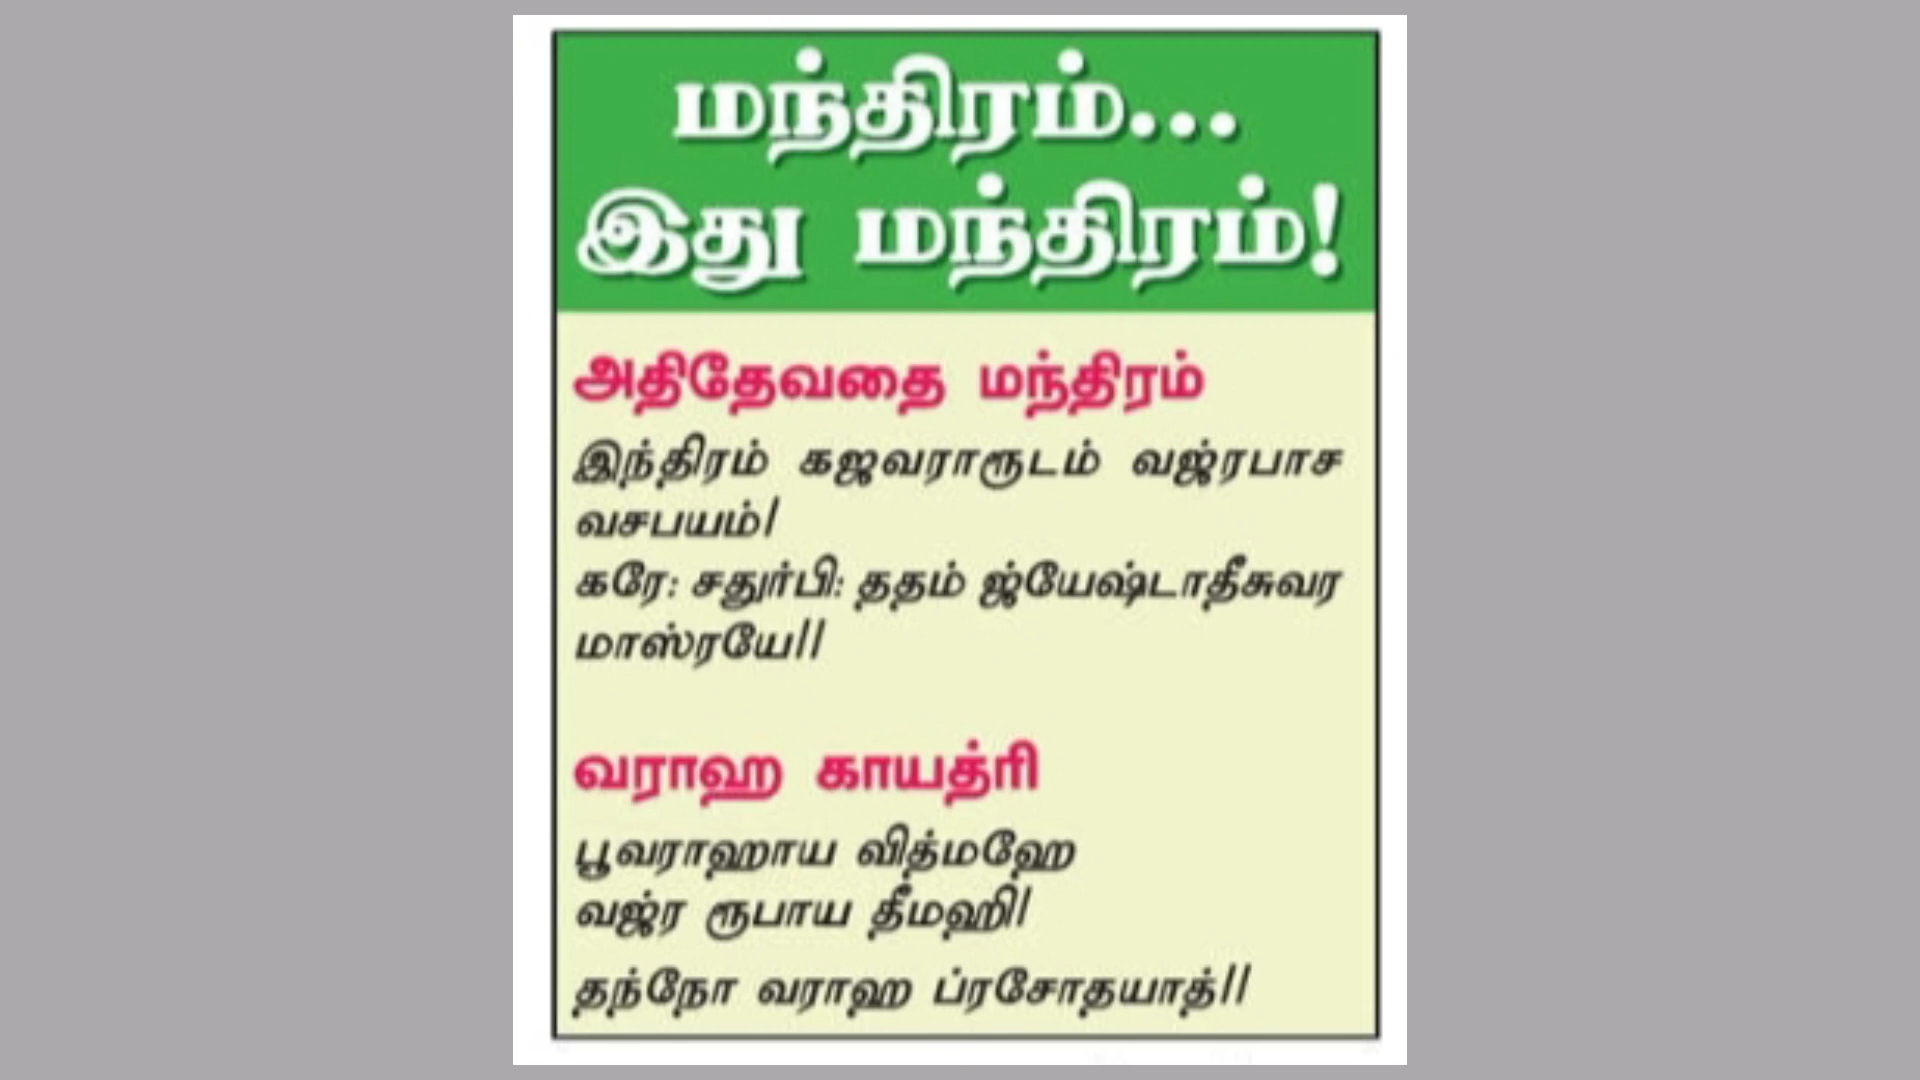 மந்திரம்...
இது மந்திரம்!
அதிதேவதை மந்திரம்
இந்திரம் கஜவராரூடம் வஜ்ரபாச
வசபயம்|
கரே: சதுர்பி: ததம் ஜ்யேஷ்டாதீசுவர
மாஸ்ரயே||
வராஹ காயத்ரி
பூவராஹாய வித்மஹே
வஜ்ர ரூபாய தீமஹி|
தந்நோ வராஹ ப்ரசோதயாத்||